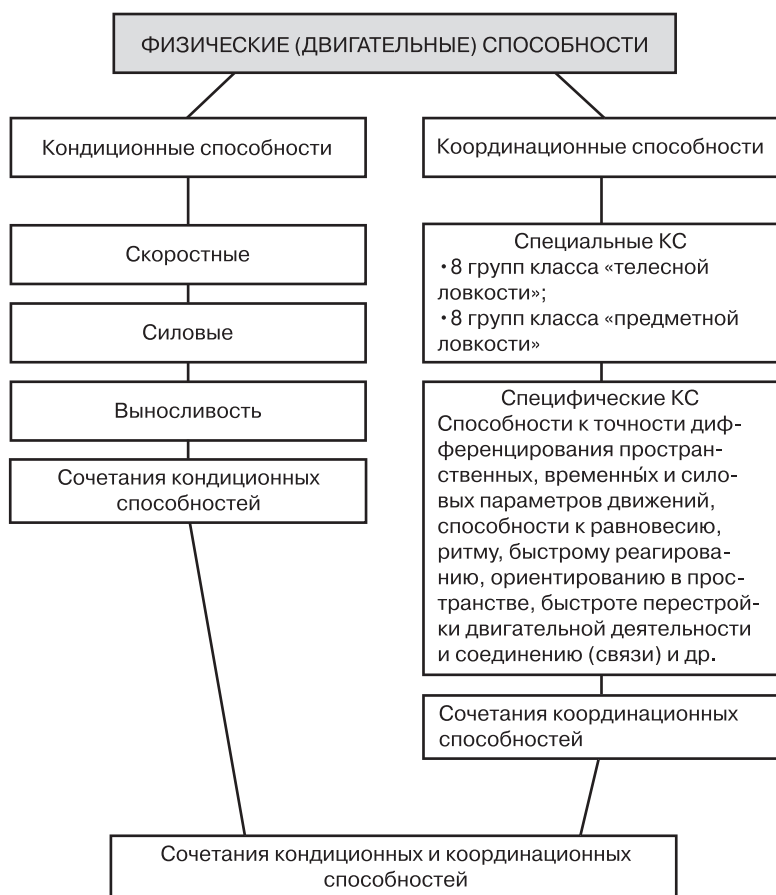 ФИЗИЧЕСКИЕ (ДВИГАТЕЛЬНЫЕ) СПОСОБНОСТИ
Кондиционные способности
Скоростные
Силовые
Выносливость
Сочетания кондиционных
способностей
Координационные способности
Специальные КС
• 8 групп класса «телесной
ловкости»;
• 8 групп класса «предметной
ловкости»
Специфические КС
Способности к точности диф-
ференцирования простран-
ственных, временны́х и сило-
вых параметров движений,
способности к равновесию,
ритму, быстрому реагирова-
нию, ориентированию в прос-
транстве, быстроте перестрой-
ки двигательной деятельности
и соединению (связи) и др.
Сочетания координационных
способностей
Сочетания кондиционных и координационных
способностей